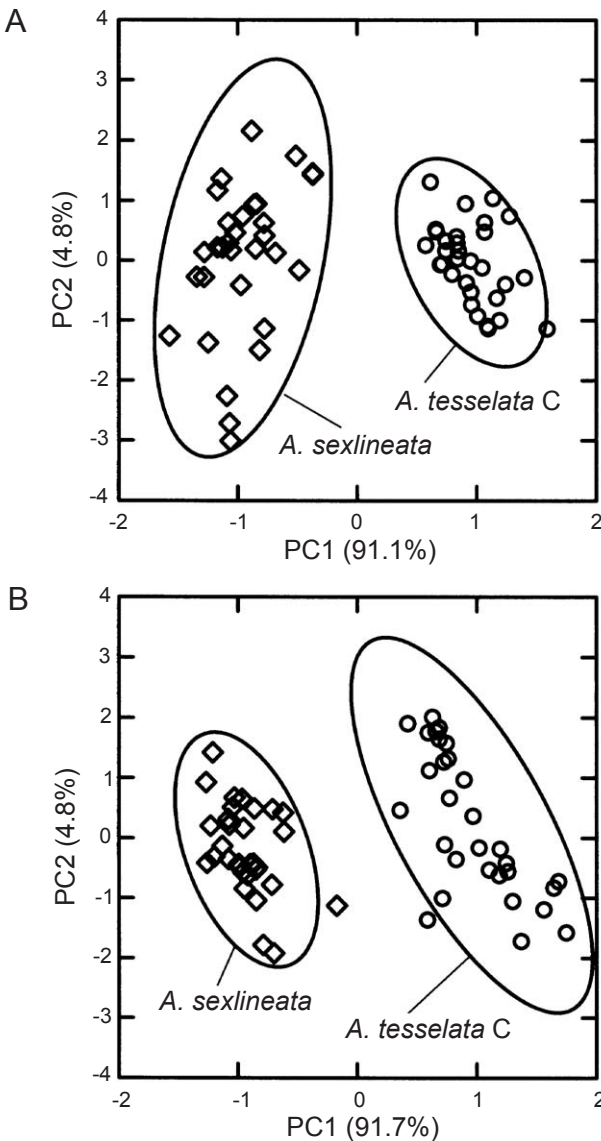 A
4
3
2
1
0
-1
-2
-3
-4
PC2 (4.8%)
A. tesselata C
A. sexlineata
-2
-1
0
1
2
PC1 (91.1%)
B
4
3
2
1
0
-1
-2
-3
-4
PC2 (4.8%)
A. sexlineata
A. tesselata C
-2
-1
0
1
2
PC1 (91.7%)